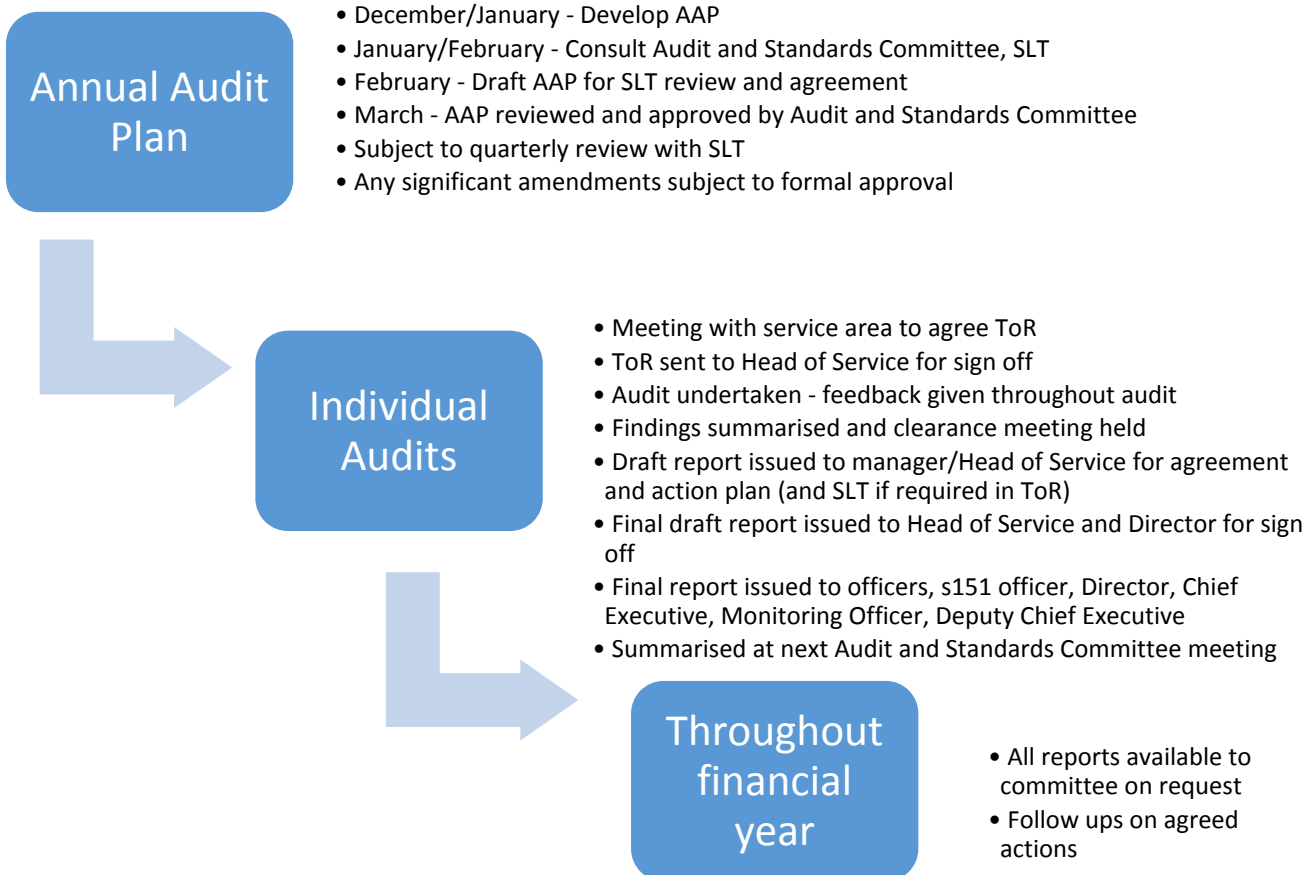 Annual Audit
Plan
• December/January - Develop AAP
• January/February - Consult Audit and Standards Committee, SLT
• February - Draft AAP for SLT review and agreement
• March - AAP reviewed and approved by Audit and Standards Committee
• Subject to quarterly review with SLT
• Any significant amendments subject to formal approval
Individual
Audits
• Meeting with service area to agree ToR
• ToR sent to Head of Service for sign off
• Audit undertaken - feedback given throughout audit
• Findings summarised and clearance meeting held
• Draft report issued to manager/Head of Service for agreement
and action plan (and SLT if required in ToR)
• Final draft report issued to Head of Service and Director for sign
off
• Final report issued to officers, s151 officer, Director, Chief
Executive, Monitoring Officer, Deputy Chief Executive
• Summarised at next Audit and Standards Committee meeting
Throughout
financial
year
• All reports available to
committee on request
• Follow ups on agreed
actions